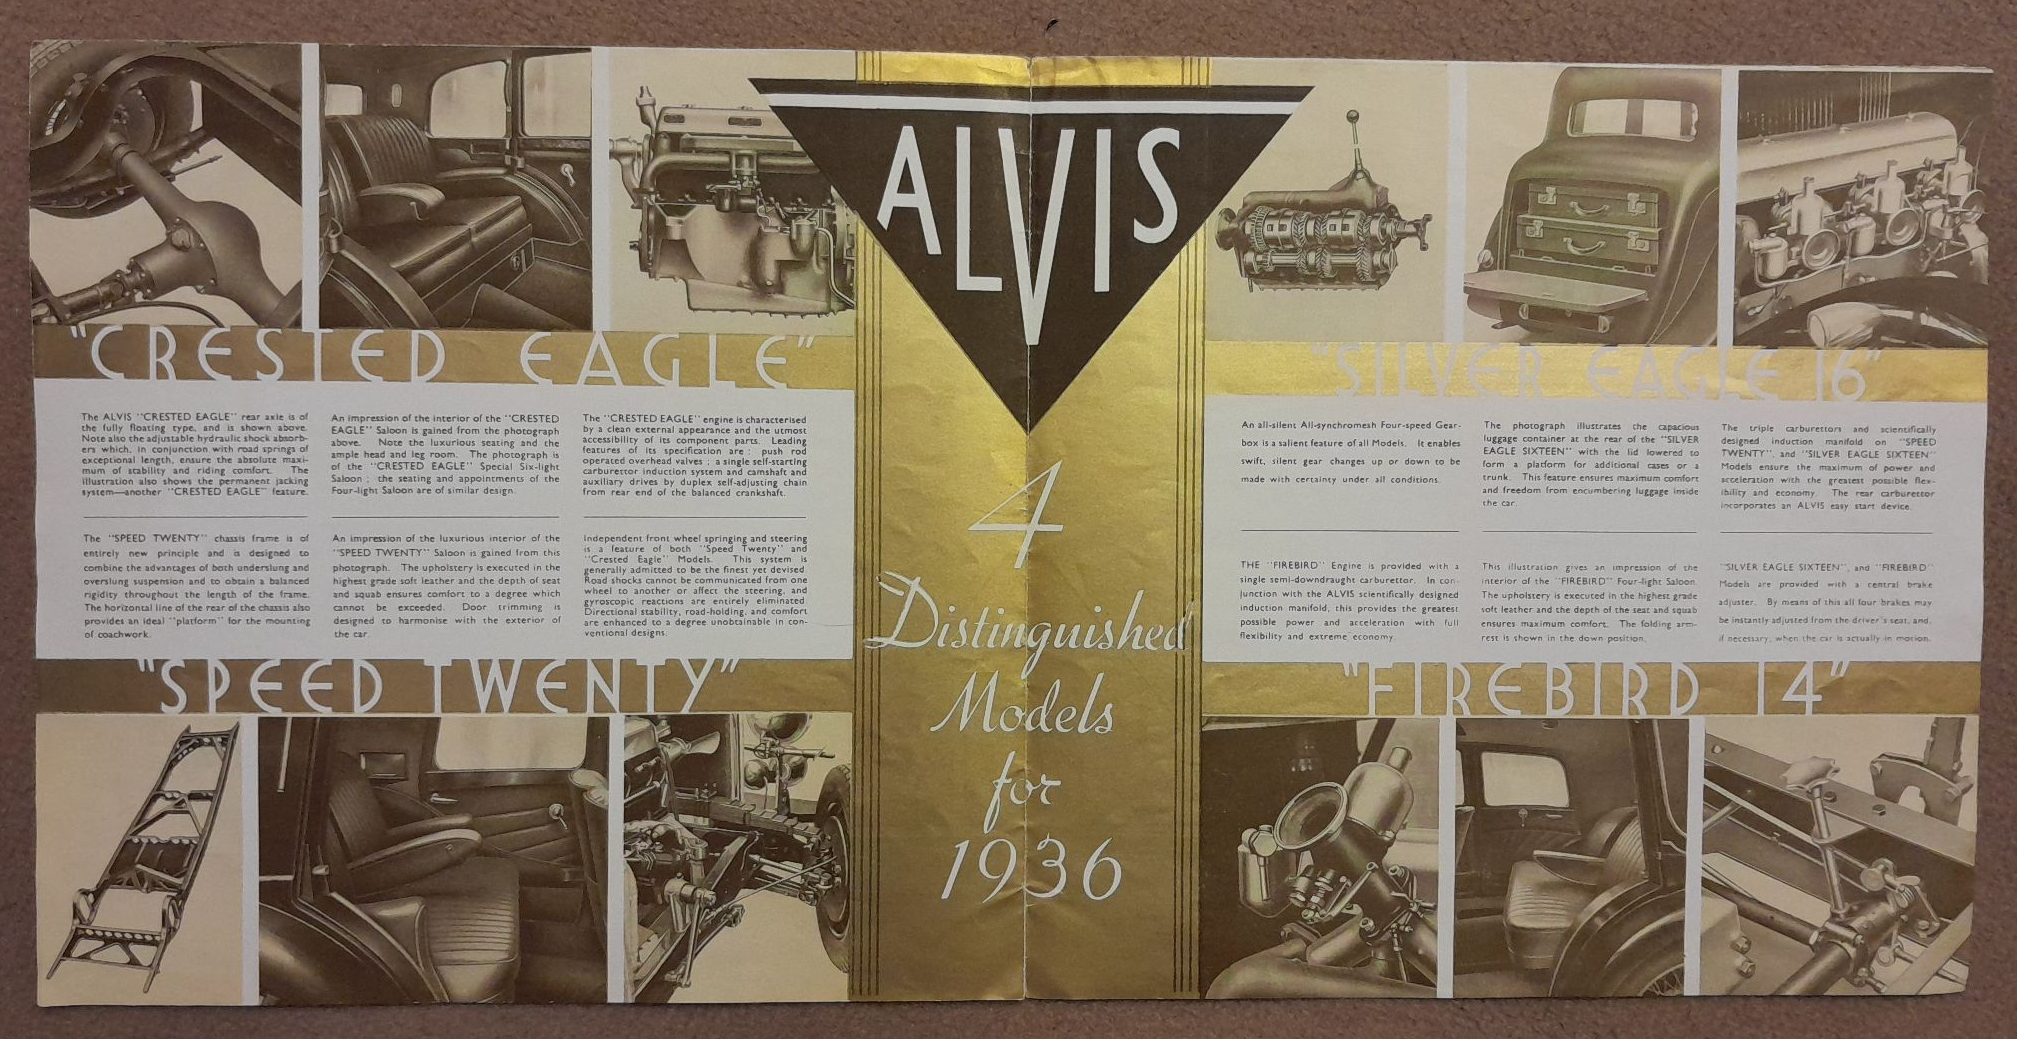 ALVIS
4
Distinguished
Models
for
1936
"CRESTED EAGLE"
The ALVIS "CRESTED EAGLE" rear axle is of
the fully floating type, and is shown above.
Note also the adjustable hydraulic shock absorb-
ers which, in conjunction with road springs of
exceptional length, ensure the absolute maxi-
mum of stability and riding comfort. The
illustration also shows the permanent jacking
system—another "CRESTED EAGLE" feature.
An impression of the interior of the "CRESTED
EAGLE" Saloon is gained from the photograph
above. Note the luxurious seating and the
ample head and leg room. The photograph is
of the "CRESTED EAGLE" Special Six-light
Saloon ; the seating and appointments of the
Four-light Saloon are of similar design.
The "CRESTED EAGLE" engine is characterised
by a clean external appearance and the utmost
accessibility of its component parts. Leading
features of its specification are : push rod
operated overhead valves ; a single self-starting
carburettor induction system and camshaft and
auxiliary drives by duplex self-adjusting chain
from rear end of the balanced crankshaft.
The "SPEED TWENTY" chassis frame is of
entirely new principle and is designed to
combine the advantages of both underslung and
overslung suspension and to obtain a balanced
rigidity throughout the length of the frame.
The horizontal line of the rear of the chassis also
provides an ideal "platform" for the mounting
of coachwork.
An impression of the luxurious interior of the
"SPEED TWENTY" Saloon is gained from this
photograph. The upholstery is executed in the
highest grade soft leather and the depth of seat
and squab ensures comfort to a degree which
cannot be exceeded. Door trimming is
designed to harmonise with the exterior of
the car.
Independent front wheel springing and steering
is a feature of both "Speed Twenty" and
"Crested Eagle" Models. This system is
generally admitted to be the finest yet devised.
Road shocks cannot be communicated from one
wheel to another or affect the steering, and
gyroscopic reactions are entirely eliminated.
Directional stability, road-holding, and comfort
are enhanced to a degree unobtainable in con-
ventional designs.
"SPEED TWENTY"
"SILVER EAGLE 16"
An all-silent All-synchromesh Four-speed Gear-
box is a salient feature of all Models. It enables
swift, silent gear changes up or down to be
made with certainty under all conditions.
The photograph illustrates the capacious
luggage container at the rear of the "SILVER
EAGLE SIXTEEN" with the lid lowered to
form a platform for additional cases or a
trunk. This feature ensures maximum comfort
and freedom from encumbering luggage inside
the car.
The triple carburettors and scientifically
designed induction manifold on "SPEED
TWENTY", and "SILVER EAGLE SIXTEEN"
Models ensure the maximum of power and
acceleration with the greatest possible flex-
ibility and economy. The rear carburettor
incorporates an ALVIS easy start device.
THE "FIREBIRD" Engine is provided with a
single semi-downdraught carburettor. In con-
junction with the ALVIS scientifically designed
induction manifold, this provides the greatest
possible power and acceleration with full
flexibility and extreme economy.
This illustration gives an impression of the
interior of the "FIREBIRD" Four-light Saloon.
The upholstery is executed in the highest grade
soft leather and the depth of the seat and squab
ensures maximum comfort. The folding arm-
rest is shown in the down position.
"SILVER EAGLE SIXTEEN", and "FIREBIRD"
Models are provided with a central brake
adjuster. By means of this all four brakes may
be instantly adjusted from the driver's seat, and,
if necessary, when the car is actually in motion.
"FIREBIRD 14"